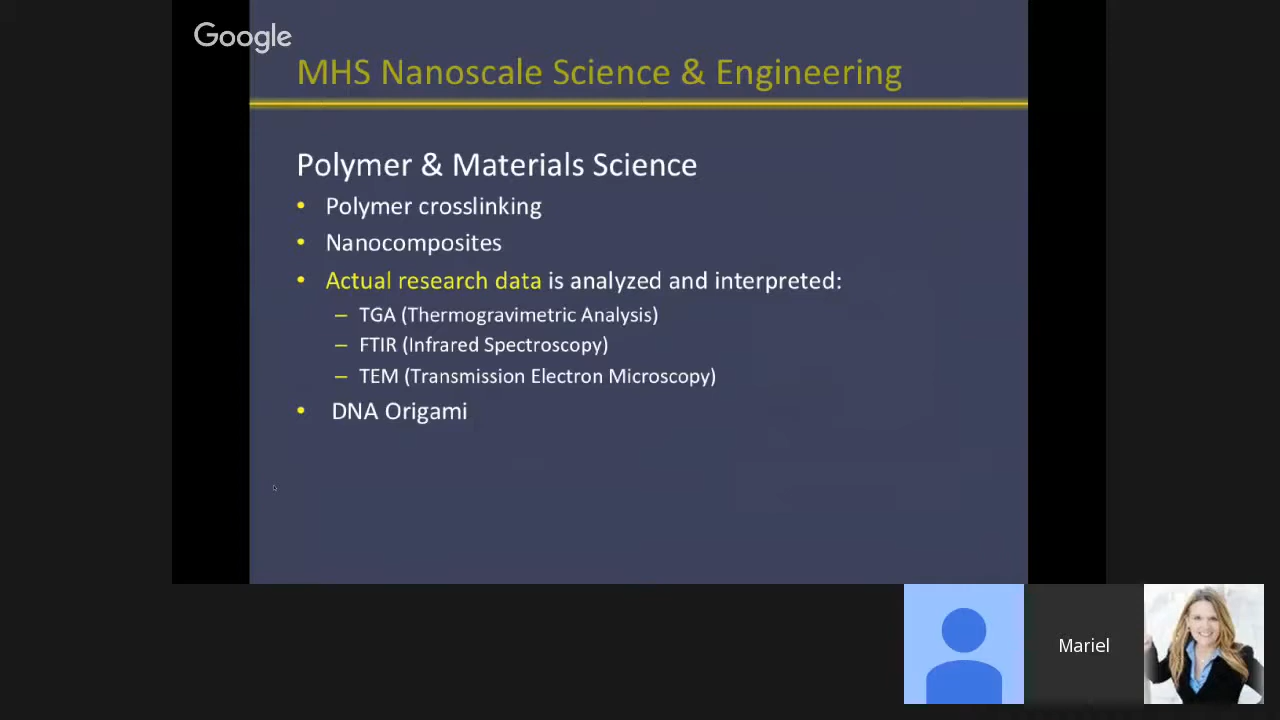 Google
MHS Nanoscale Science & Engineering
Polymer & Materials Science
• Polymer crosslinking
• Nanocomposites
• Actual research data is analyzed and interpreted:
– TGA (Thermogravimetric Analysis)
– FTIR (Infrared Spectroscopy)
– TEM (Transmission Electron Microscopy)
• DNA Origami
Mariel